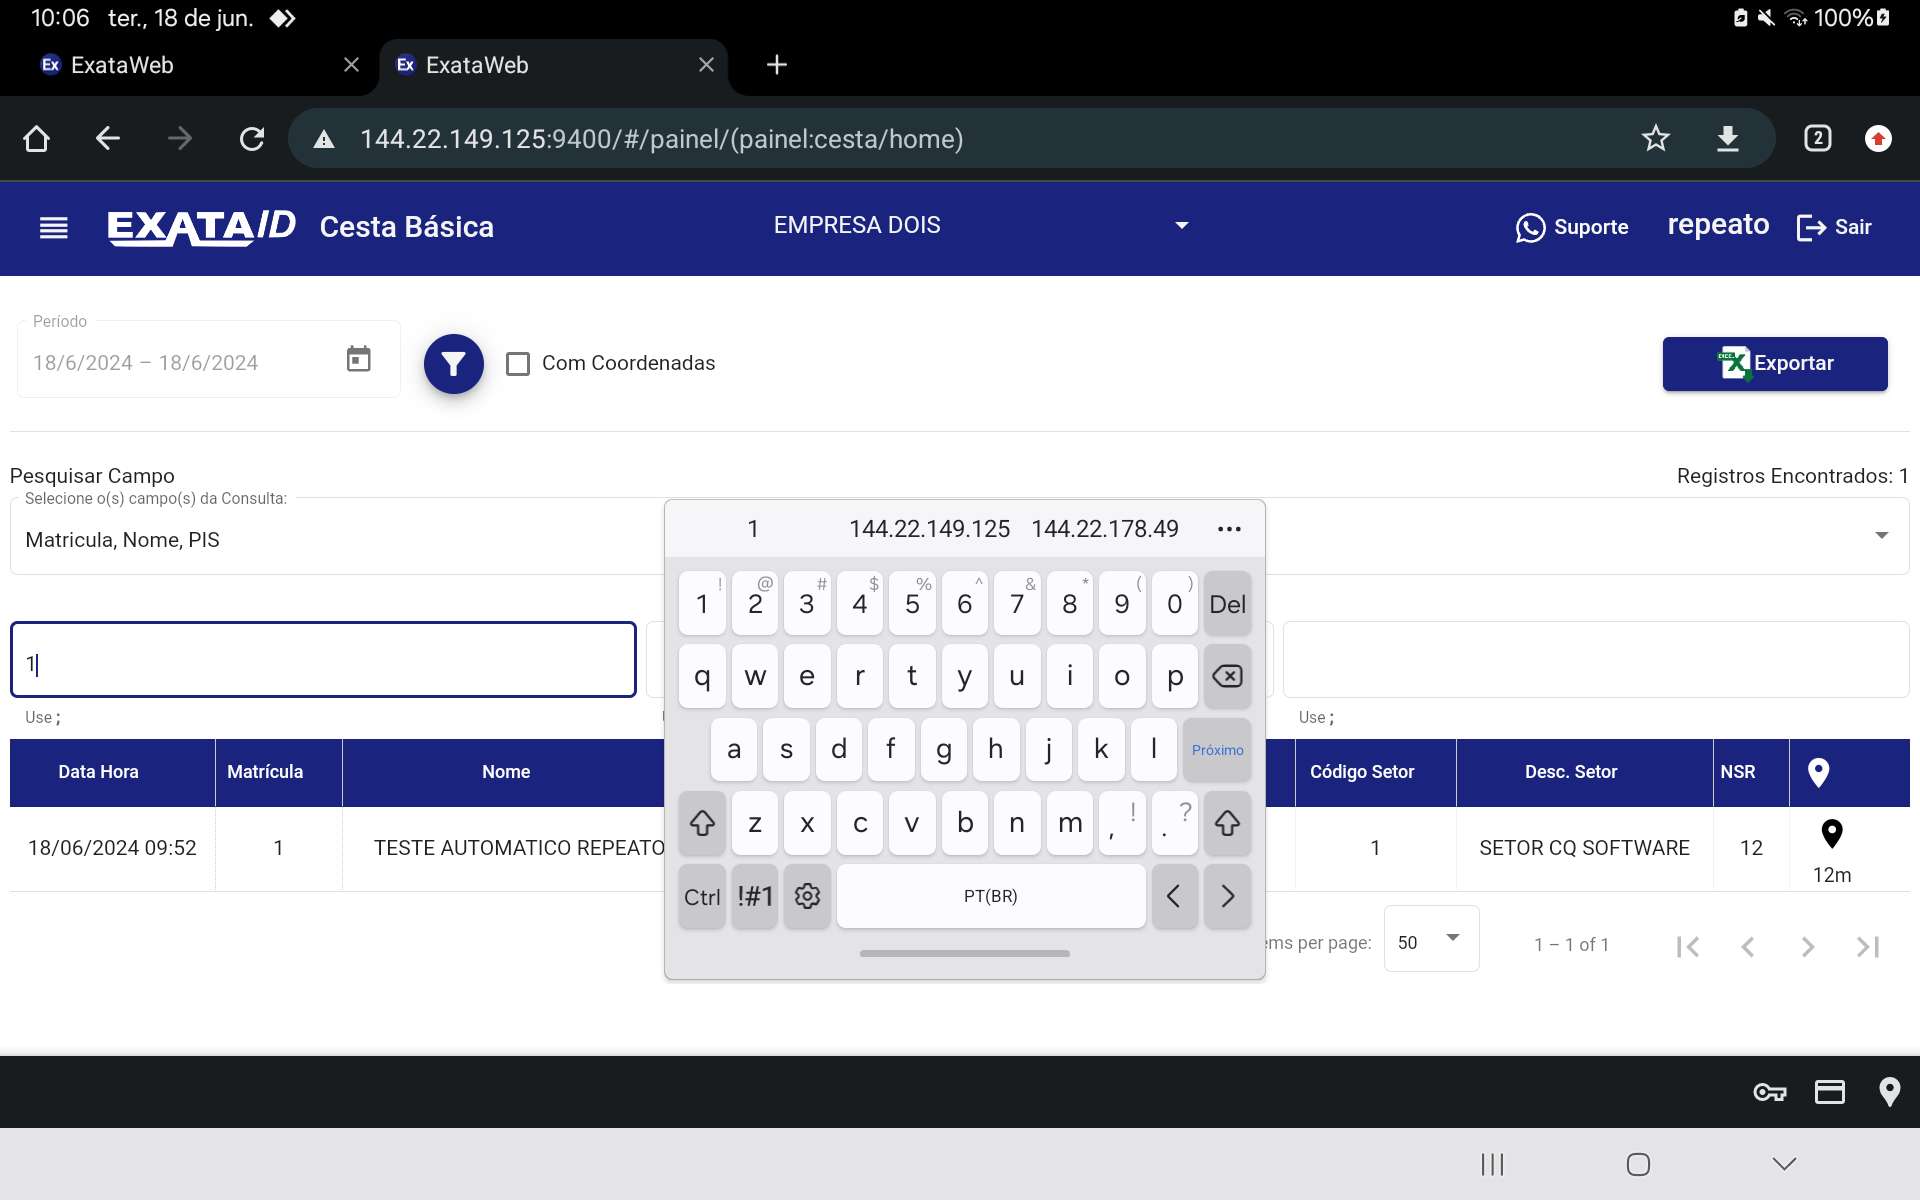 10:06 ter., 18 de jun. 100%
Ex ExataWeb Ex ExataWeb
144.22.149.125:9400/#/painel/(painel:cesta/home) 2
EXATA/D Cesta Básica EMPRESA DOIS Suporte repeato Sair
Período
18/6/2024 – 18/6/2024 Com Coordenadas Exportar
Pesquisar Campo Registros Encontrados: 1
Selecione o(s) campo(s) da Consulta:
Matricula, Nome, PIS
1 144.22.149.125 144.22.178.49 ...
! @ # $ % ^ & * ( )
1 2 3 4 5 6 7 8 9 0 Del
1
q w e r t y u i o p
Use ; Use ;
a s d f g h j k l Próximo
Data Hora Matrícula Nome Código Setor Desc. Setor NSR
z x c v b n m , ! . ?
18/06/2024 09:52 1 TESTE AUTOMATICO REPEATO 1 SETOR CQ SOFTWARE 12
12m
Ctrl !#1 PT(BR)
ms per page: 50 1 – 1 of 1